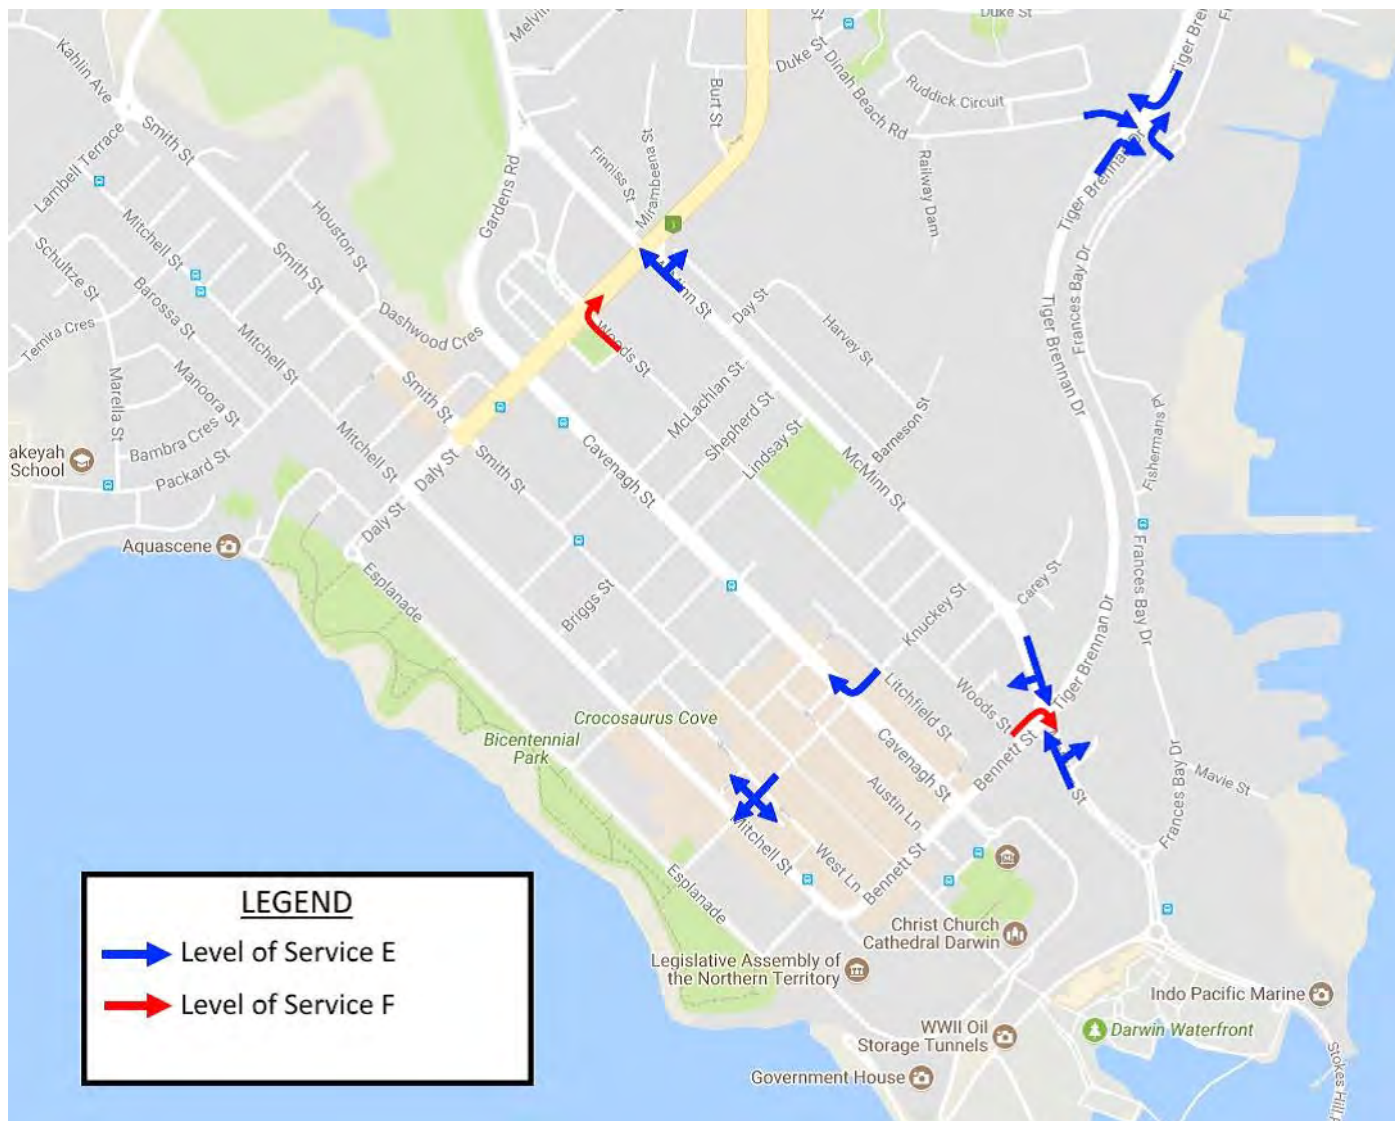 Kahlin Ave
Smith St
Lambell Terrace
Mitchell St
Schultze St
Temira Cres
Barossa St
Marella St
Manoora St
Bambra Cres
Packard St
Houston St
Smith St
Dashwood Cres
Mitchell St
Smith St
Mitchell St
akeyah
School
Aquascene
Daly St
Daly St
Smith St
Esplanade
Gardens Rd
Finniss St
Mirambeena St
Burt St
Duke St
Duke St
Dinah Beach Rd
Ruddick Circuit
Railway Dam
Tiger Brennan Dr
Tiger Brennan Dr
Frances Bay Dr
Tiger Brennan Dr
Fishermans Pl
Frances Bay Dr
Woods St
Day St
Harvey St
McLachlan St
Shepherd St
Lindsay St
Barneson St
McMinn St
Cavenagh St
Briggs St
Knuckey St
Carey St
Woods St
Litchfield St
Cavenagh St
Bennett St
Austin Ln
West Ln
Bennett St
Mitchell St
Esplanade
Crocosaurus Cove
Bicentennial
Park
Frances Bay Dr
Mavie St
Christ Church
Cathedral Darwin
Legislative Assembly of
the Northern Territory
WWII Oil
Storage Tunnels
Government House
Indo Pacific Marine
Darwin Waterfront
LEGEND
Level of Service E
Level of Service F